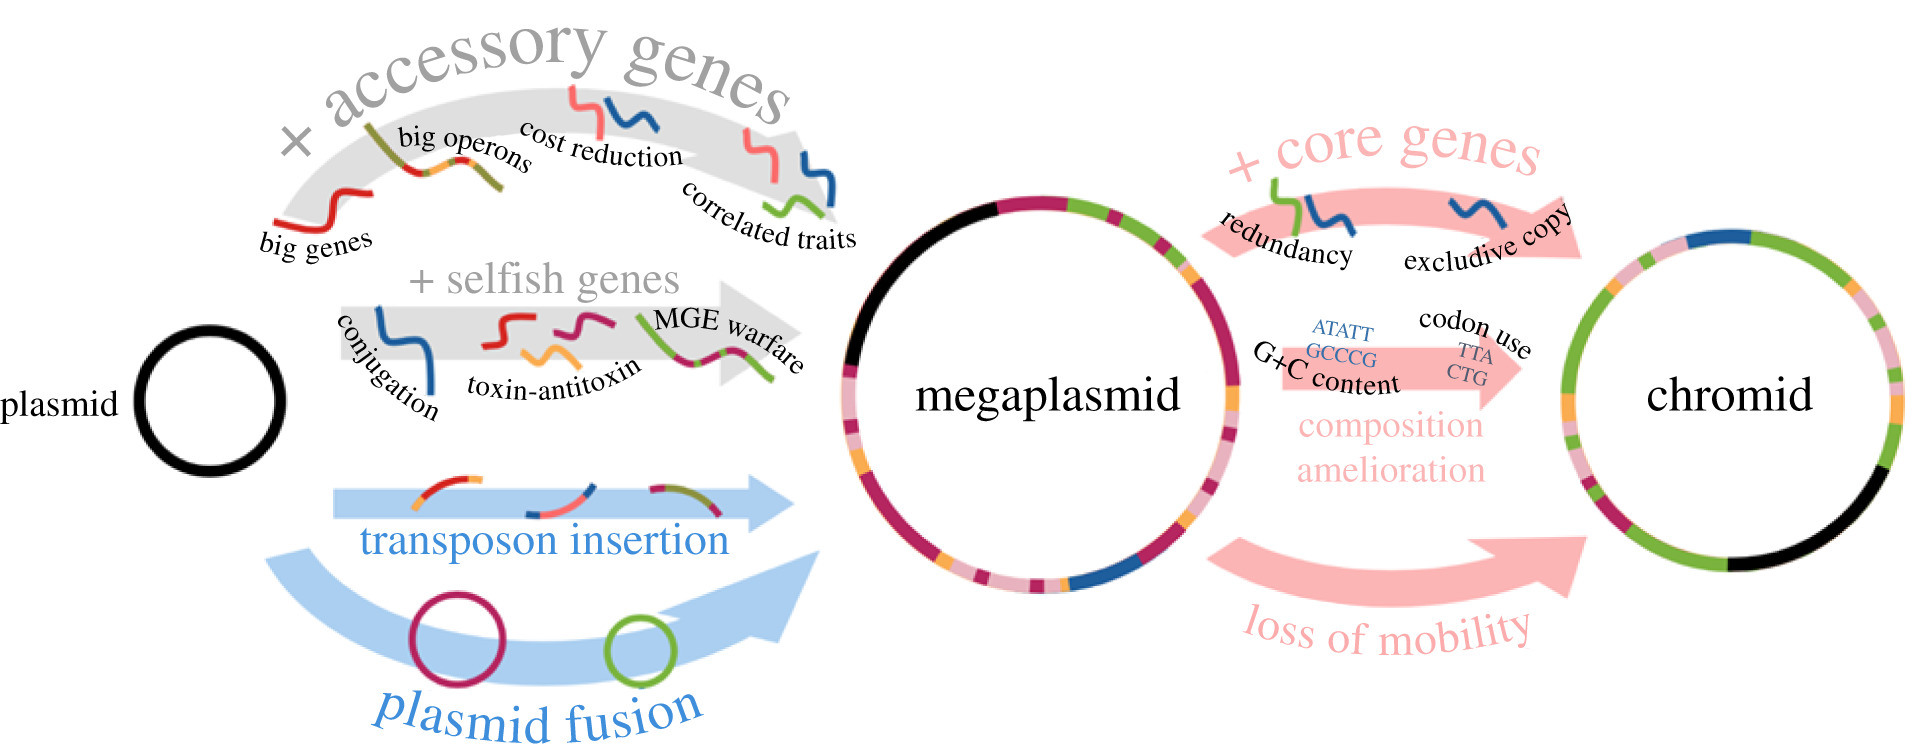 + accessory genes
big genes
big operons
cost reduction
correlated traits
+ selfish genes
conjugation
toxin-antitoxin
MGE warfare
plasmid
transposon insertion
plasmid fusion
megaplasmid
+ core genes
redundancy
excludive copy
ATATT
GCCCG
G+C content
codon use
TTA
CTG
composition
amelioration
loss of mobility
chromid